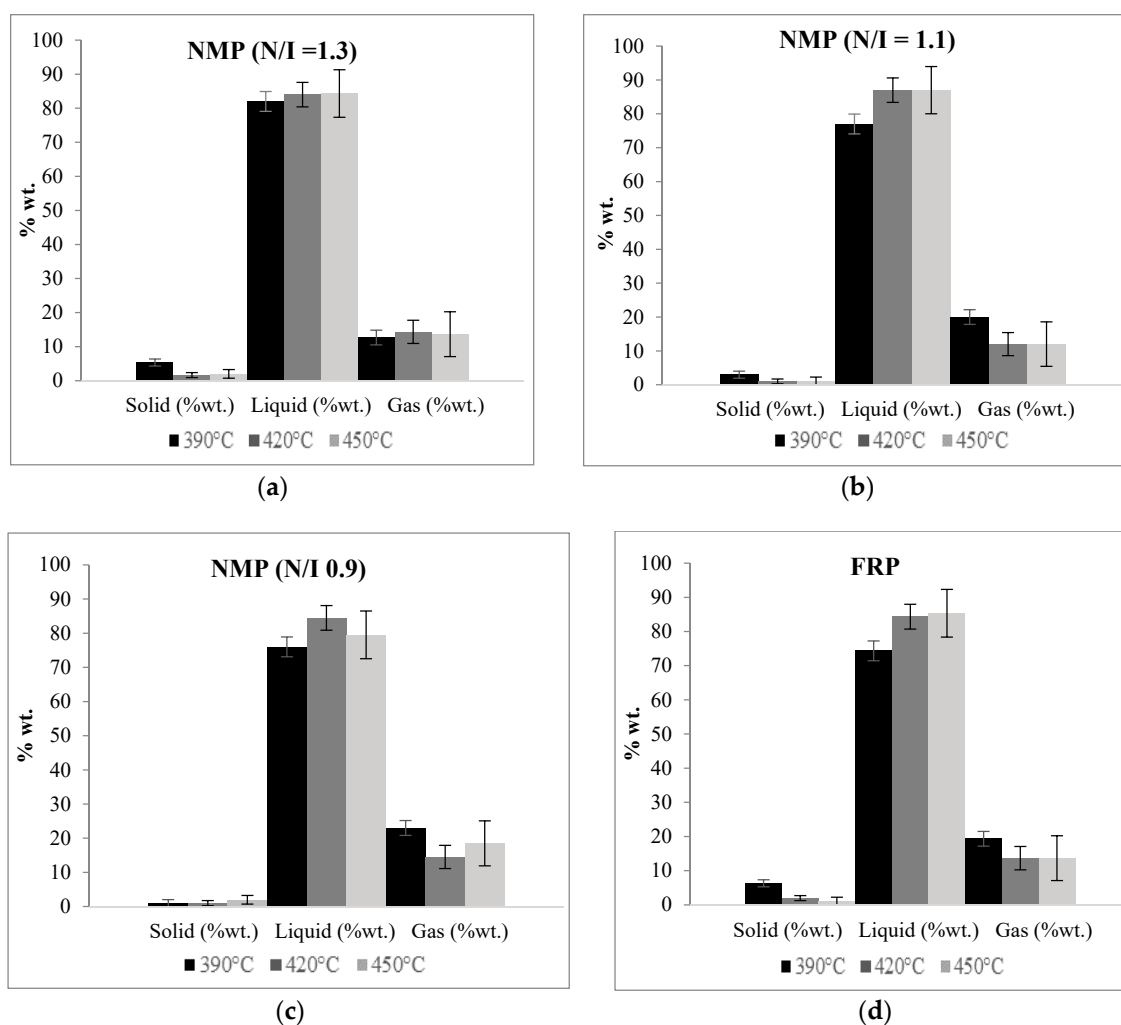 NMP (N/I =1.3)
% wt.
100
90
80
70
60
50
40
30
20
10
0
Solid (%wt.) Liquid (%wt.) Gas (%wt.)
390°C 420°C 450°C
(a)
NMP (N/I = 1.1)
% wt.
100
90
80
70
60
50
40
30
20
10
0
Solid (%wt.) Liquid (%wt.) Gas (%wt.)
390°C 420°C 450°C
(b)
NMP (N/I 0.9)
% wt.
100
90
80
70
60
50
40
30
20
10
0
Solid (%wt.) Liquid (%wt.) Gas (%wt.)
390°C 420°C 450°C
(c)
FRP
% wt.
100
90
80
70
60
50
40
30
20
10
0
Solid (%wt.) Liquid (%wt.) Gas (%wt.)
390°C 420°C 450°C
(d)